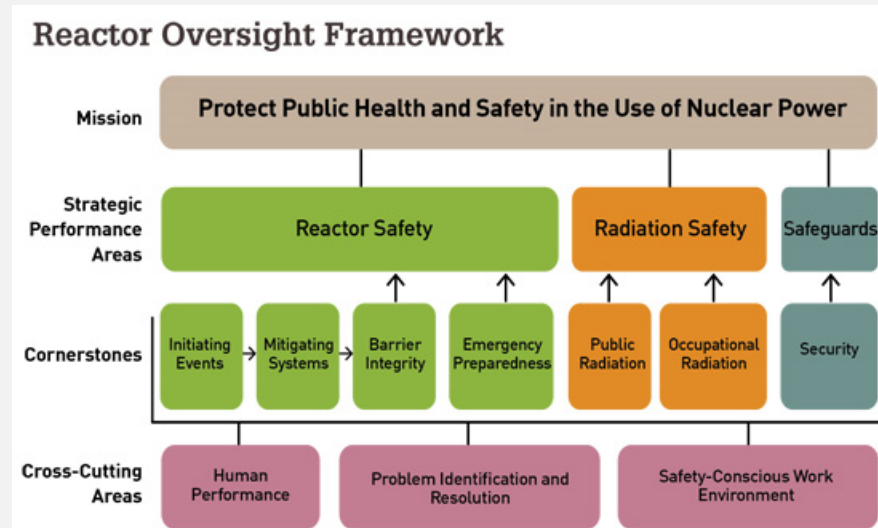 Reactor Oversight Framework
Mission
Protect Public Health and Safety in the Use of Nuclear Power
Strategic
Performance
Areas
Reactor Safety
Radiation Safety
Safeguards
Cornerstones
Initiating
Events
Mitigating
Systems
Barrier
Integrity
Emergency
Preparedness
Public
Radiation
Occupational
Radiation
Security
Cross-Cutting
Areas
Human
Performance
Problem Identification and
Resolution
Safety-Conscious Work
Environment